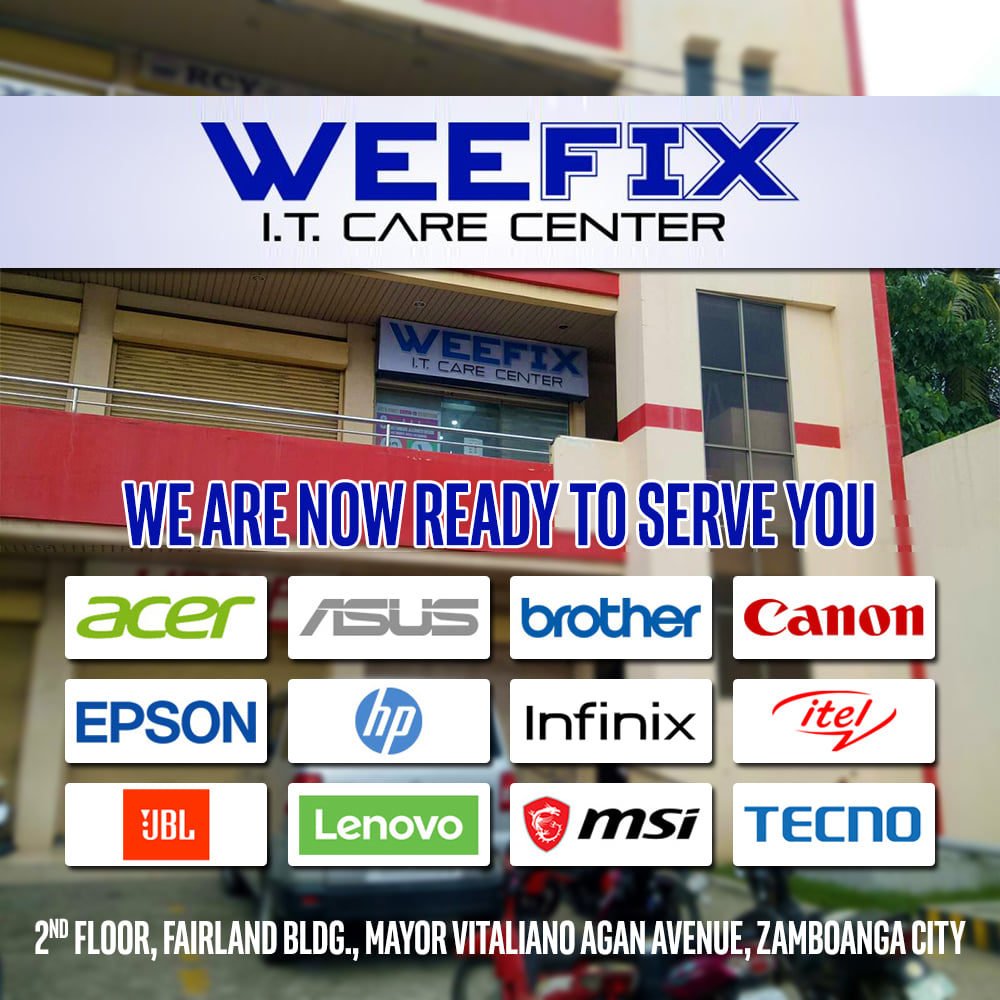 RCY
WEEFIX
I.T. CARE CENTER
WEEFIX
I.T. CARE CENTER
WE ARE NOW READY TO SERVE YOU
acer
ASUS
brother
Canon
EPSON
hp
Infinix
itel
JBL
Lenovo
msi
TECNO
2ND FLOOR, FAIRLAND BLDG., MAYOR VITALIANO AGAN AVENUE, ZAMBOANGA CITY